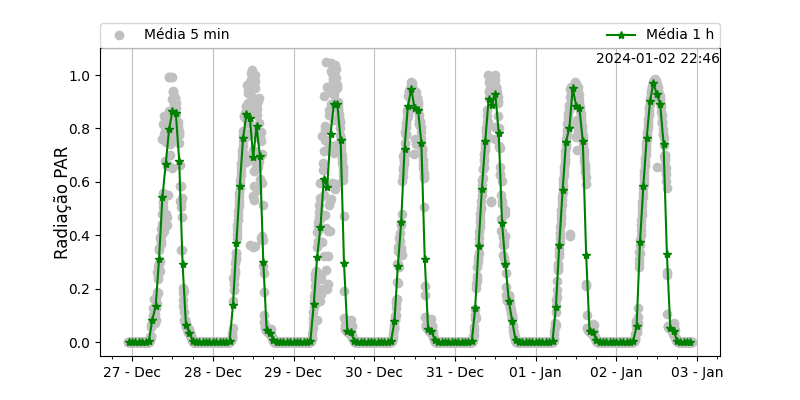 Média 5 min
Média 1 h
2024-01-02 22:46
Radiação PAR
1.0
0.8
0.6
0.4
0.2
0.0
27 - Dec
28 - Dec
29 - Dec
30 - Dec
31 - Dec
01 - Jan
02 - Jan
03 - Jan